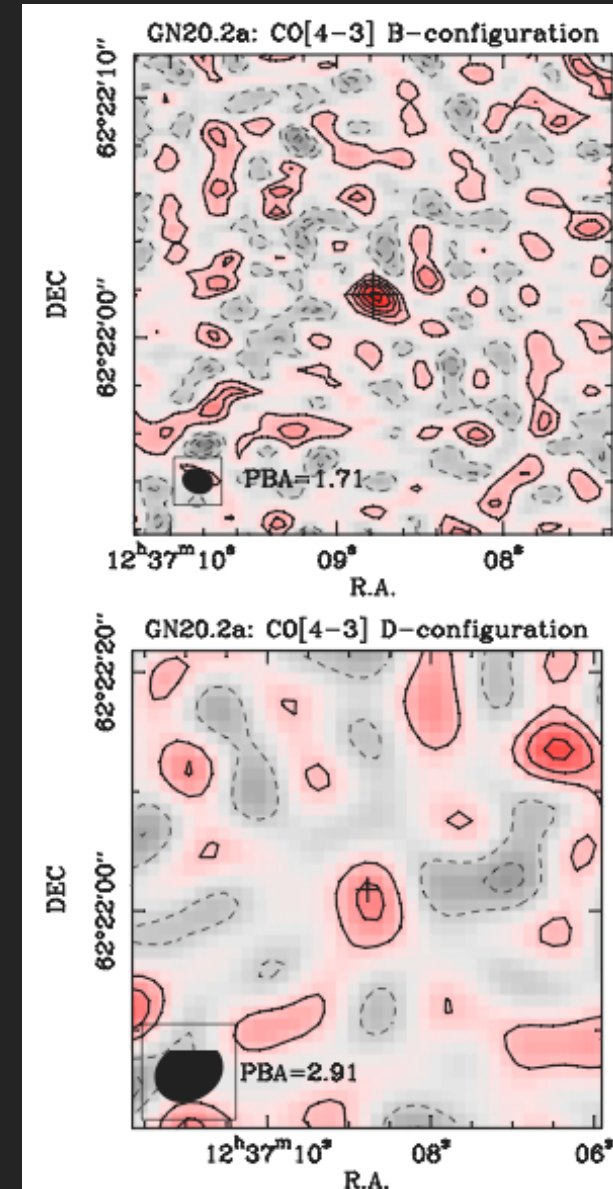 GN20.2a: CO[4−3] B−configuration
62°22'10"
62°22'00"
DEC
PBA=1.71
12ʰ37ᵐ10ˢ 09ˢ 08ˢ
R.A.
GN20.2a: CO[4−3] D−configuration
62°22'20"
62°22'00"
DEC
PBA=2.91
12ʰ37ᵐ10ˢ 08ˢ 06ˢ
R.A.